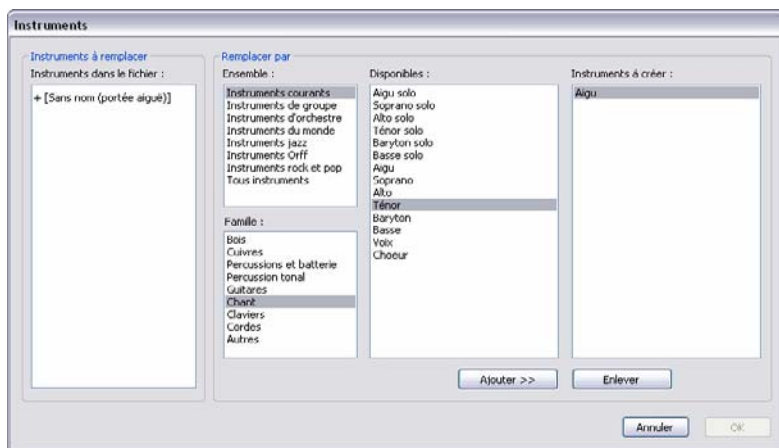 Instruments
Instruments à remplacer
Instruments dans le fichier :
+ [Sans nom (portée aiguë)]
Remplacer par
Ensemble :
Instruments courants
Instruments de groupe
Instruments d'orchestre
Instruments du monde
Instruments jazz
Instruments Orff
Instruments rock et pop
Tous instruments
Famille :
Bois
Cuivres
Percussions et batterie
Percussion tonal
Guitares
Chant
Claviers
Cordes
Autres
Disponibles :
Aigu solo
Soprano solo
Alto solo
Ténor solo
Baryton solo
Basse solo
Aigu
Soprano
Alto
Ténor
Baryton
Basse
Voix
Choeur
Instruments á créer :
Aigu
Ajouter >>
Enlever
Annuler
OK